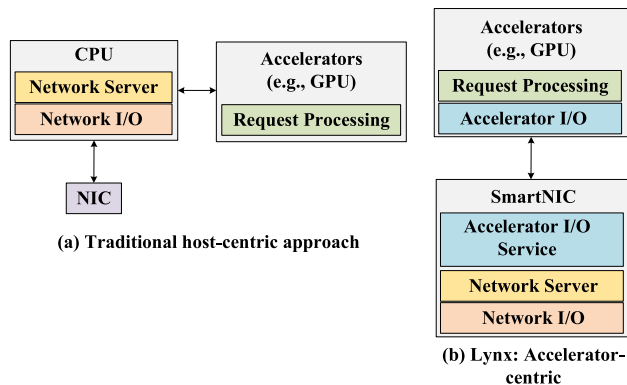 CPU
Network Server
Network I/O
NIC
Accelerators
(e.g., GPU)
Request Processing
(a) Traditional host-centric approach
Accelerators
(e.g., GPU)
Request Processing
Accelerator I/O
SmartNIC
Accelerator I/O
Service
Network Server
Network I/O
(b) Lynx: Accelerator-
centric